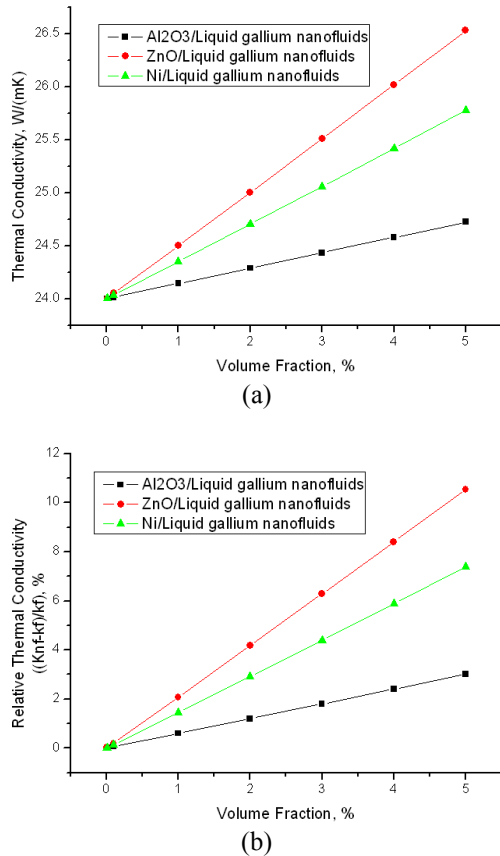 Al2O3/Liquid gallium nanofluids
ZnO/Liquid gallium nanofluids
Ni/Liquid gallium nanofluids
Thermal Conductivity, W/(mK)
26.5
26.0
25.5
25.0
24.5
24.0
0 1 2 3 4 5
Volume Fraction, %
(a)
Al2O3/Liquid gallium nanofluids
ZnO/Liquid gallium nanofluids
Ni/Liquid gallium nanofluids
Relative Thermal Conductivity
((Knf-kf)/kf), %
12
10
8
6
4
2
0
0 1 2 3 4 5
Volume Fraction, %
(b)